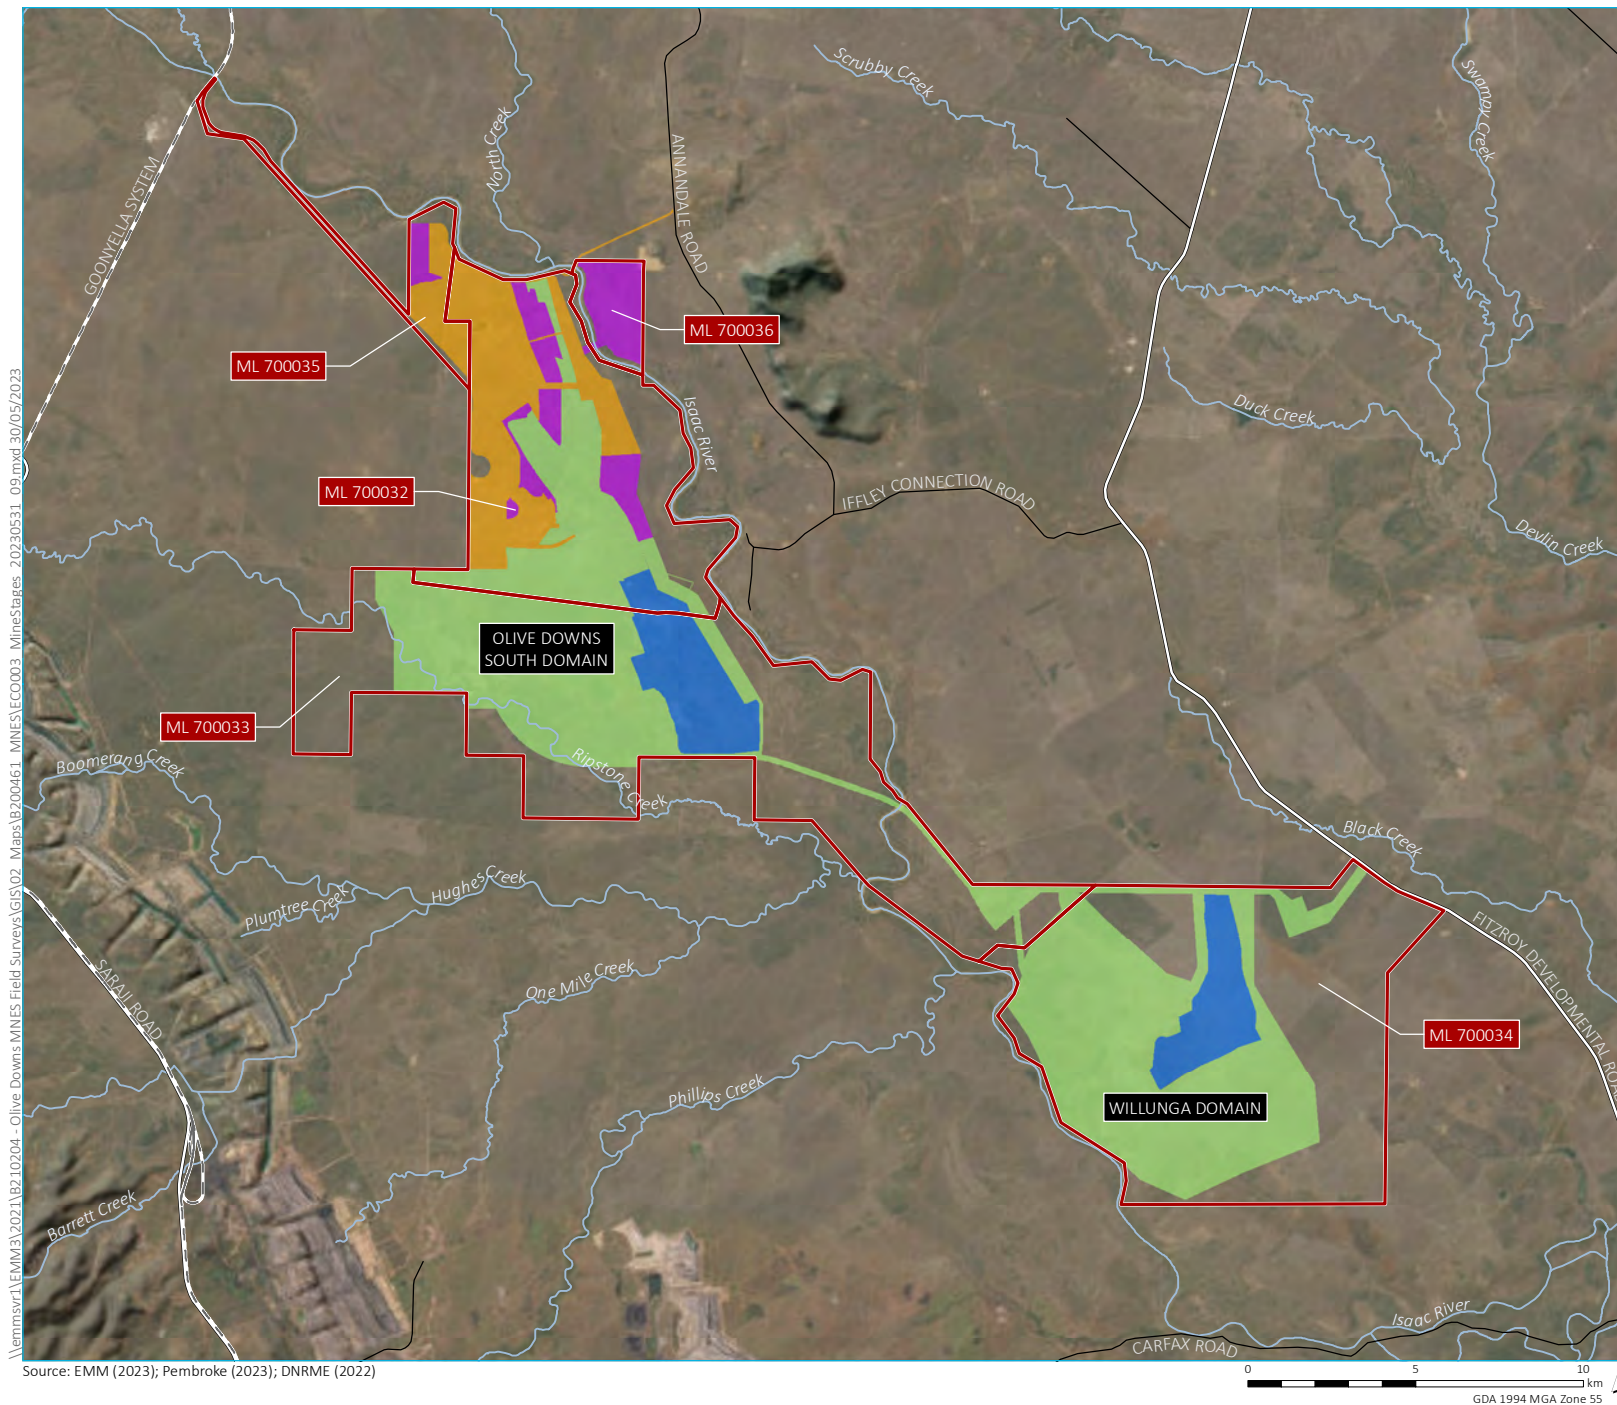 Scrubby Creek
Swampy Creek
North Creek
ANNANDALE ROAD
GOONYELLA SYSTEM
ML 700036
ML 700035
Isaac River
Duck Creek
ML 700032
IFFLEY CONNECTION ROAD
Devlin Creek
OLIVE DOWNS
SOUTH DOMAIN
ML 700033
Boomerang Creek
Ripstone
Creek
Black Creek
Hughes Creek
Plumtree
Creek
FITZROY DEVELOPMENTAL ROAD
SARAJI ROAD
One Mile Creek
ML 700034
Phillips Creek
WILLUNGA DOMAIN
Barrett Creek
Isaac River
CARFAX ROAD
\\emmsvr1\EMM3\2021\B210204 - Olive Downs MNES Field Surveys\GIS\02_Maps\B200461_MNES\ECO03_MineStages_20230531_09.mxd 30/05/2023
Source: EMM (2023); Pembroke (2023); DNRME (2022)
0 5 10
km
GDA 1994 MGA Zone 55